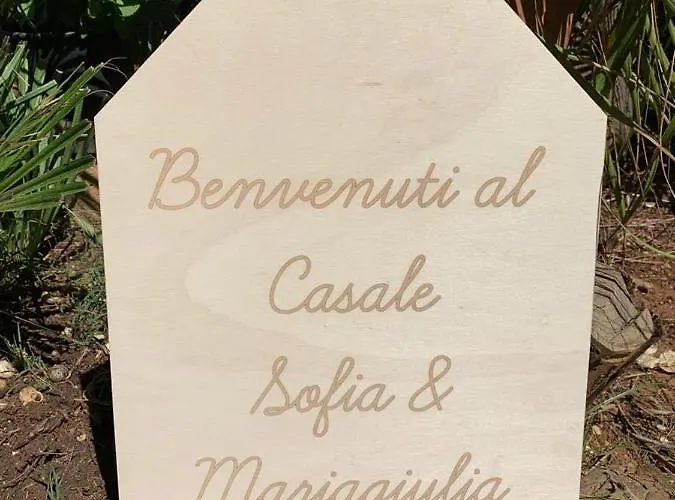 Benvenuti al
Casale
Sofia &
Mariagiulia